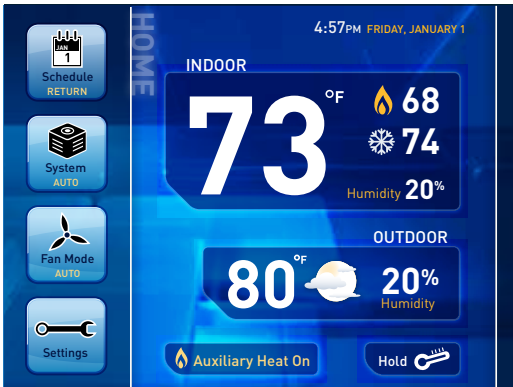 HOME
4:57PM FRIDAY, JANUARY 1
JAN
1
Schedule
RETURN
System
AUTO
Fan Mode
AUTO
Settings
INDOOR
73°F
68
74
Humidity 20%
OUTDOOR
80°F
20%
Humidity
Auxiliary Heat On
Hold